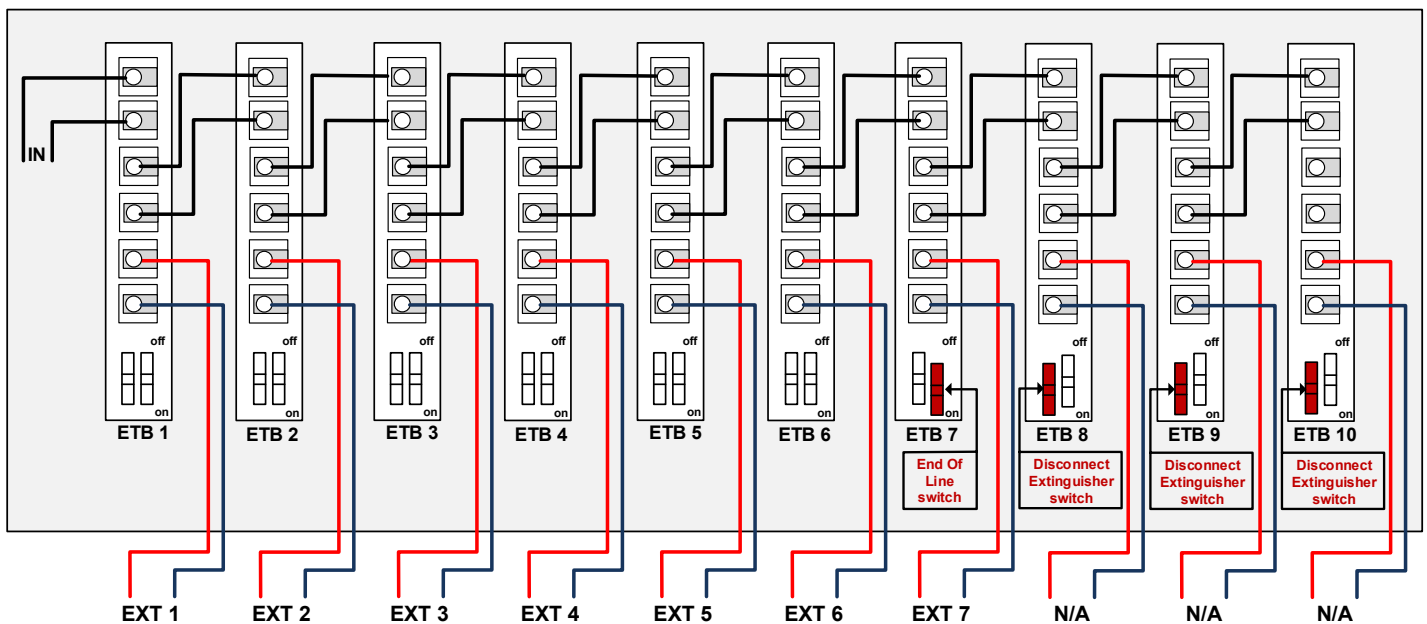 IN
off off off off off off off off off off
on on on on on on on on on on
ETB 1 ETB 2 ETB 3 ETB 4 ETB 5 ETB 6 ETB 7 ETB 8 ETB 9 ETB 10
End Of
Line
switch
Disconnect
Extinguisher
switch
Disconnect
Extinguisher
switch
Disconnect
Extinguisher
switch
EXT 1 EXT 2 EXT 3 EXT 4 EXT 5 EXT 6 EXT 7 N/A N/A N/A